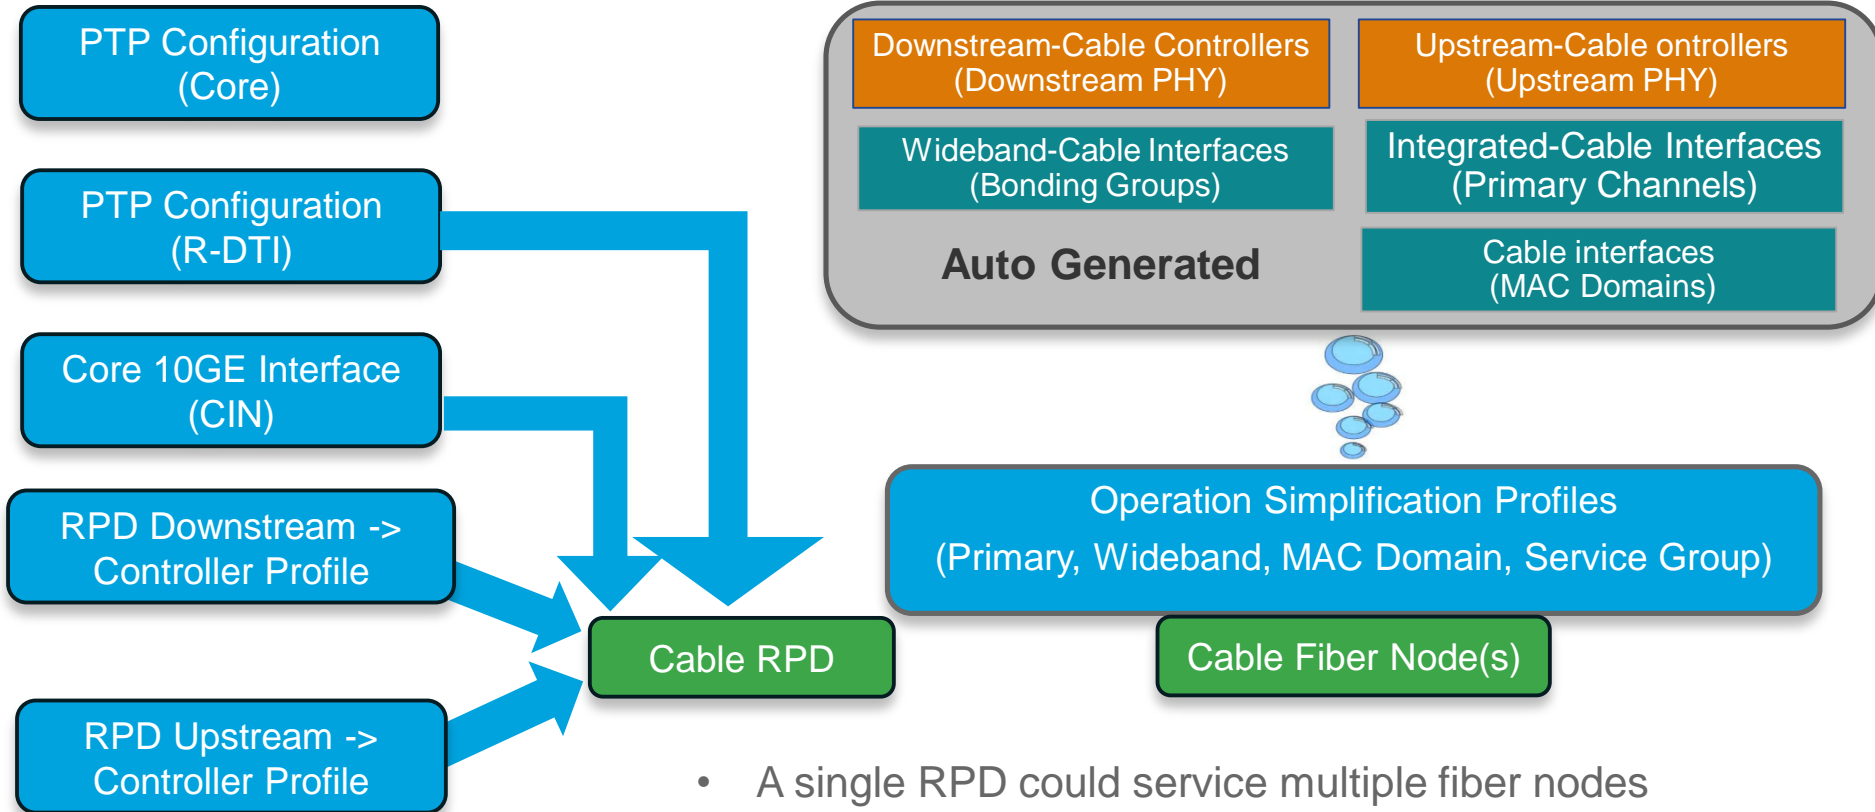 PTP Configuration
(Core)
PTP Configuration
(R-DTI)
Core 10GE Interface
(CIN)
RPD Downstream ->
Controller Profile
RPD Upstream ->
Controller Profile
Cable RPD
Downstream-Cable Controllers
(Downstream PHY)
Upstream-Cable ontrollers
(Upstream PHY)
Wideband-Cable Interfaces
(Bonding Groups)
Integrated-Cable Interfaces
(Primary Channels)
Auto Generated
Cable interfaces
(MAC Domains)
Operation Simplification Profiles
(Primary, Wideband, MAC Domain, Service Group)
Cable Fiber Node(s)
• A single RPD could service multiple fiber nodes